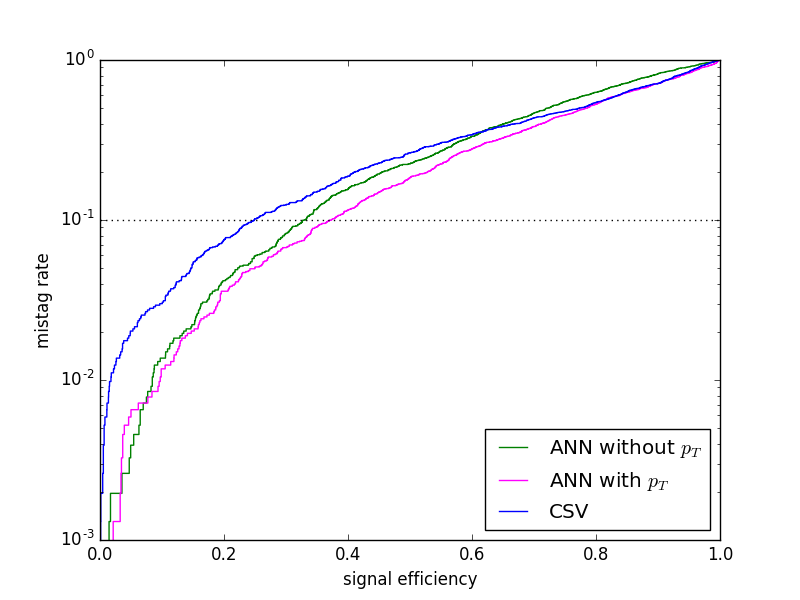 10^0
10^-1
10^-2
10^-3
mistag rate
0.0 0.2 0.4 0.6 0.8 1.0
signal efficiency
ANN without p_T
ANN with p_T
CSV